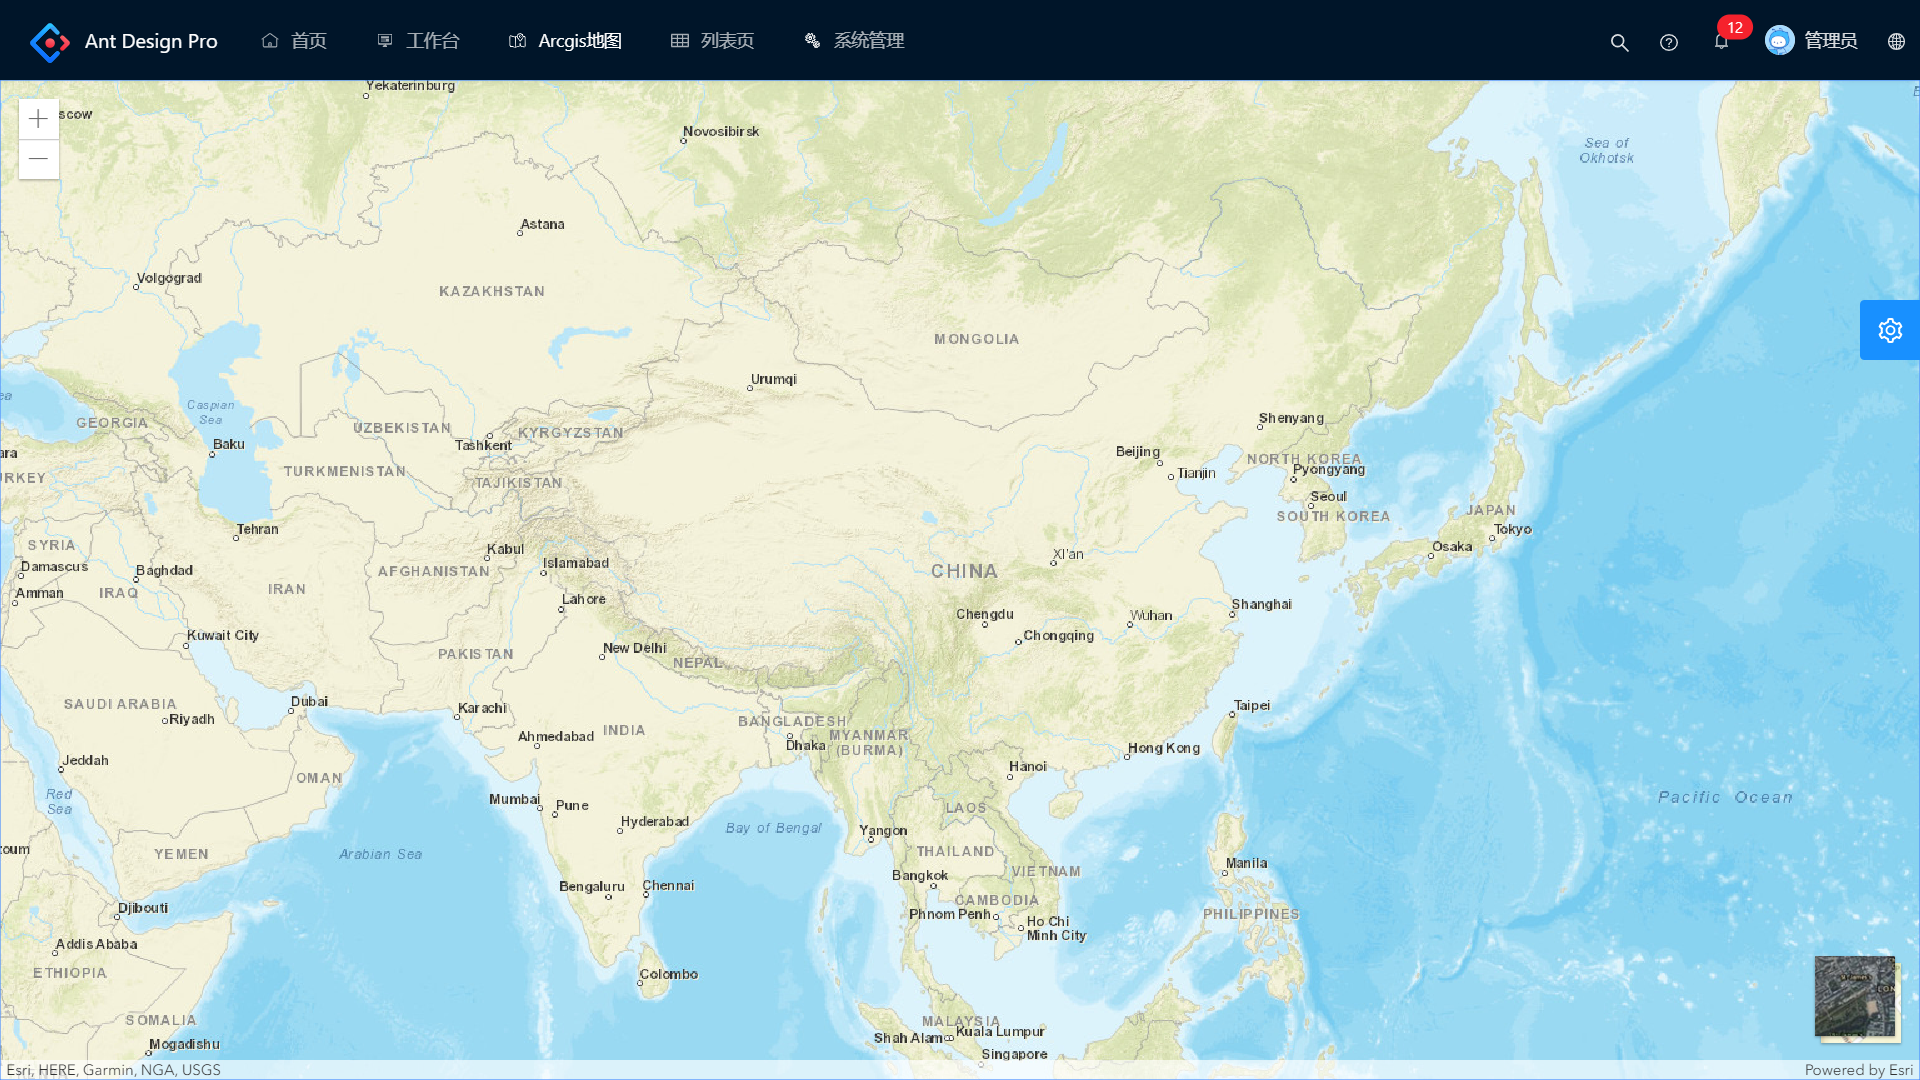 Ant Design Pro
首页
工作台
Arcgis地图
列表页
系统管理
12
管理员
Yekaterinburg
scow
Novosibirsk
Sea of
Okhotsk
Astana
Volgograd
KAZAKHSTAN
MONGOLIA
Urumqi
Caspian
Sea
GEORGIA
UZBEKISTAN
KYRGYZSTAN
Shenyang
Baku
Tashkent
Beijing
ara
NORTH KOREA
TURKMENISTAN
Pyongyang
Tianjin
RKEY
TAJIKISTAN
Seoul
JAPAN
SOUTH KOREA
Tehran
Tokyo
SYRIA
Kabul
Osaka
Xi'an
Islamabad
Damascus
Baghdad
AFGHANISTAN
CHINA
IRAN
Amman
IRAQ
Lahore
Shanghai
Chengdu
Wuhan
Kuwait City
Chongqing
New Delhi
PAKISTAN
NEPAL
Dubai
SAUDI ARABIA
Karachi
Taipei
Riyadh
BANGLADESH
INDIA
Ahmedabad
MYANMAR
(BURMA)
Dhaka
Hong Kong
Jeddah
Hanoi
OMAN
Red
Sea
Mumbai
Pune
Pacific Ocean
LAOS
Hyderabad
Bay of Bengal
Yangon
toum
YEMEN
Arabian Sea
THAILAND
Manila
VIETNAM
Bangkok
Bengaluru
Chennai
CAMBODIA
Djibouti
Phnom Penh
PHILIPPINES
Ho Chi
Minh City
Addis Ababa
ETHIOPIA
Colombo
LON
SOMALIA
MALAYSIA
Kuala Lumpur
Shah Alam
Mogadishu
Singapore
Esri, HERE, Garmin, NGA, USGS
Powered by Esri